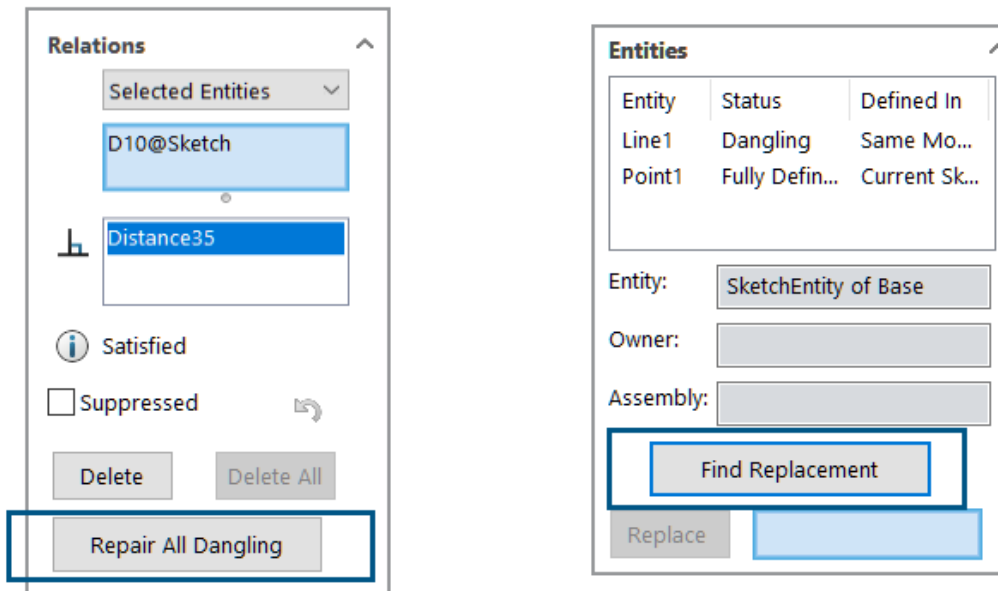 Relations
Selected Entities
D10@Sketch
Distance35
Satisfied
Suppressed
Delete Delete All
Repair All Dangling
Entities
Entity Status Defined In
Line1 Dangling Same Mo...
Point1 Fully Defin... Current Sk...
Entity: SketchEntity of Base
Owner:
Assembly:
Find Replacement
Replace